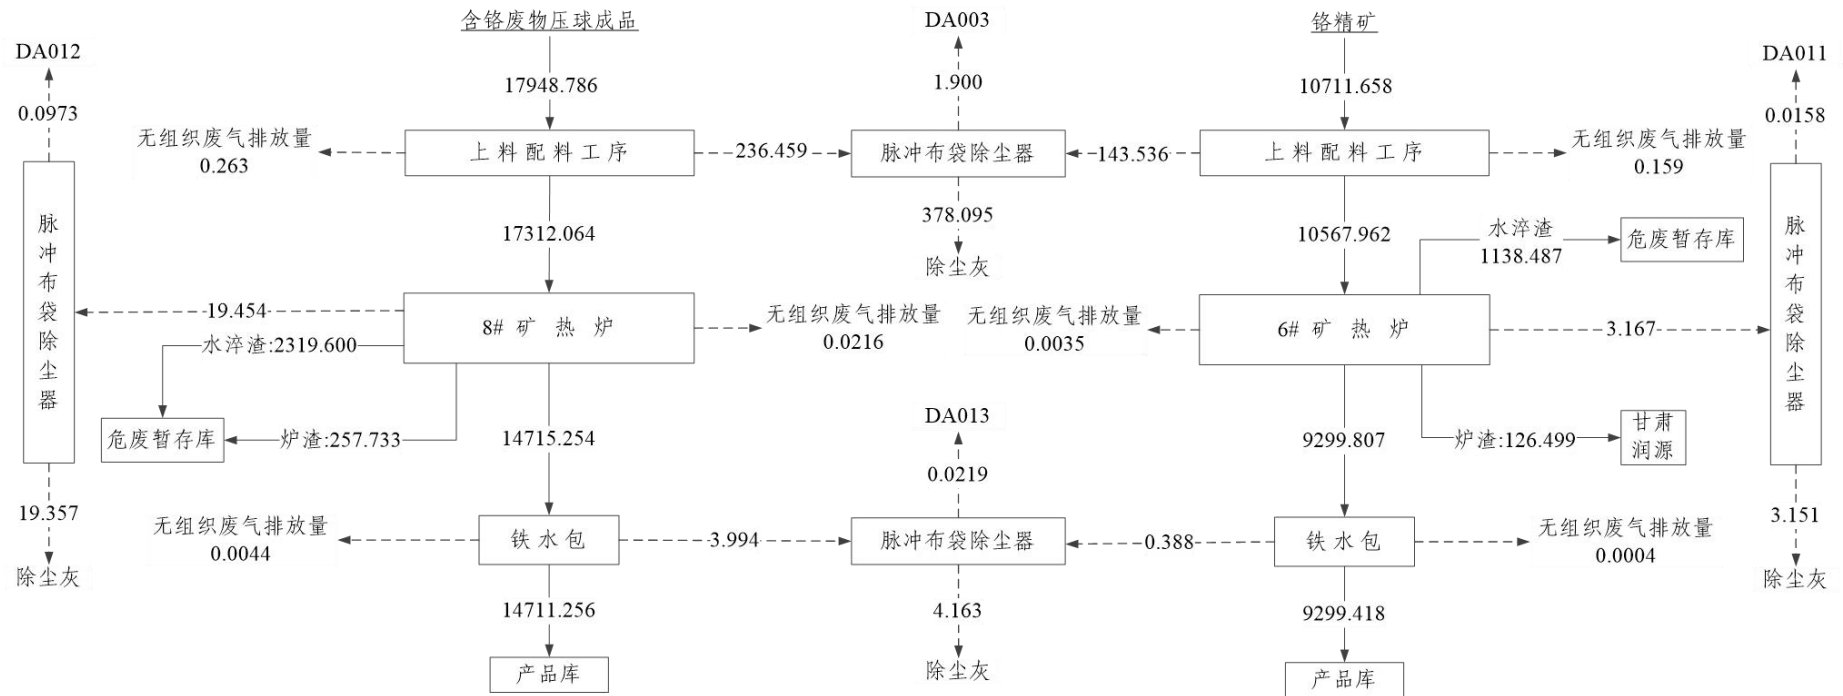 含铬废物压球成品
DA003
铬精矿
DA012
DA011
17948.786
1.900
10711.658
0.0973
0.0158
无组织废气排放量
0.263
上料配料工序
236.459
脉冲布袋除尘器
143.536
上料配料工序
无组织废气排放量
0.159
脉冲布袋除尘器
脉冲布袋除尘器
17312.064
378.095
除尘灰
10567.962
水淬渣
1138.487
危废暂存库
19.454
8#矿热炉
无组织废气排放量
0.0216
无组织废气排放量
0.0035
6#矿热炉
3.167
水淬渣:2319.600
危废暂存库
炉渣:257.733
14715.254
DA013
0.0219
9299.807
炉渣:126.499
甘肃
润源
19.357
除尘灰
无组织废气排放量
0.0044
铁水包
3.994
脉冲布袋除尘器
0.388
铁水包
无组织废气排放量
0.0004
3.151
除尘灰
14711.256
4.163
9299.418
产品库
除尘灰
产品库